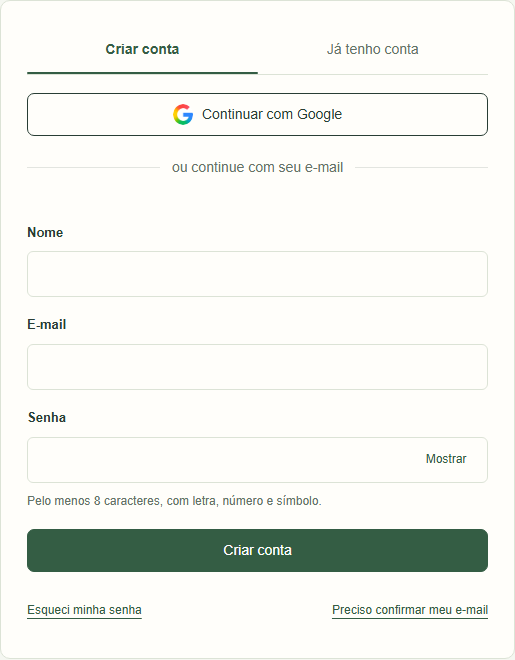 Criar conta
Já tenho conta
Continuar com Google
ou continue com seu e-mail
Nome
E-mail
Senha
Mostrar
Pelo menos 8 caracteres, com letra, número e símbolo.
Criar conta
Esqueci minha senha
Preciso confirmar meu e-mail